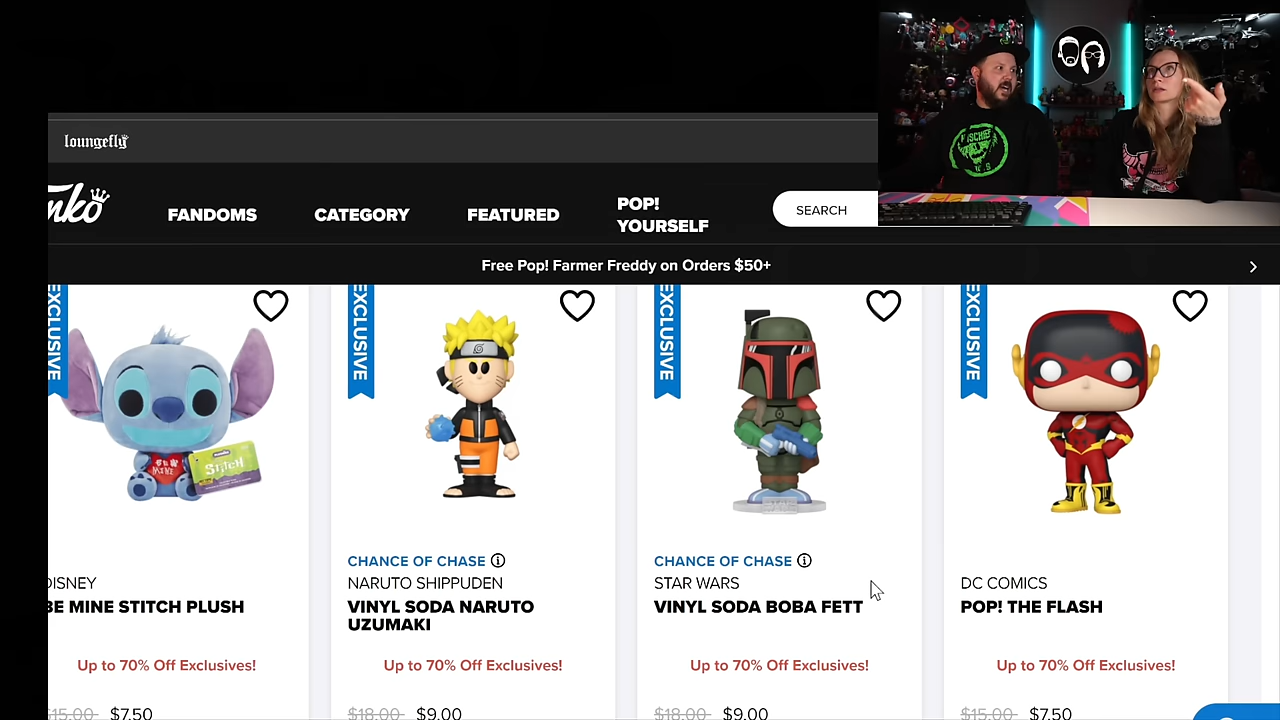 loungefly
nko
FANDOMS
CATEGORY
FEATURED
POP!
YOURSELF
SEARCH
Free Pop! Farmer Freddy on Orders $50+
EXCLUSIVE
EXCLUSIVE
EXCLUSIVE
EXCLUSIVE
Stitch
CHANCE OF CHASE
CHANCE OF CHASE
DISNEY
NARUTO SHIPPUDEN
STAR WARS
DC COMICS
BE MINE STITCH PLUSH
VINYL SODA NARUTO
UZUMAKI
VINYL SODA BOBA FETT
POP! THE FLASH
Up to 70% Off Exclusives!
Up to 70% Off Exclusives!
Up to 70% Off Exclusives!
Up to 70% Off Exclusives!
$15.00 $7.50
$18.00 $9.00
$18.00 $9.00
$15.00 $7.50